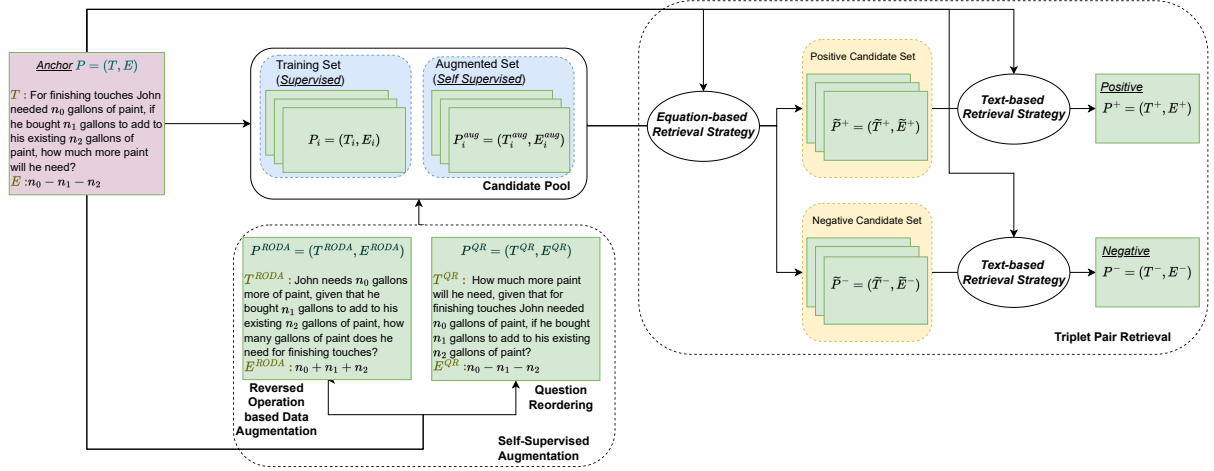 Anchor P = (T, E)
T : For finishing touches John
needed n₀ gallons of paint, if
he bought n₁ gallons to add to
his existing n₂ gallons of
paint, how much more paint
will he need?
E :n₀ − n₁ − n₂
Training Set
(Supervised)
P_i = (T_i, E_i)
Augmented Set
(Self Supervised)
P_i^{aug} = (T_i^{aug}, E_i^{aug})
Candidate Pool
P^{RODA} = (T^{RODA}, E^{RODA})
T^{RODA} : John needs n₀ gallons
more of paint, given that he
bought n₁ gallons to add to his
existing n₂ gallons of paint, how
many gallons of paint does he
need for finishing touches?
E^{RODA} : n₀ + n₁ + n₂
Reversed
Operation
based Data
Augmentation
P^{QR} = (T^{QR}, E^{QR})
T^{QR} : How much more paint
will he need, given that for
finishing touches John needed
n₀ gallons of paint, if he bought
n₁ gallons to add to his existing
n₂ gallons of paint?
E^{QR} :n₀ − n₁ − n₂
Question
Reordering
Self-Supervised
Augmentation
Equation-based
Retrieval Strategy
Positive Candidate Set
P̃⁺ = (T̃⁺, Ẽ⁺)
Text-based
Retrieval Strategy
Positive
P⁺ = (T⁺, E⁺)
Negative Candidate Set
P̃⁻ = (T̃⁻, Ẽ⁻)
Text-based
Retrieval Strategy
Negative
P⁻ = (T⁻, E⁻)
Triplet Pair Retrieval